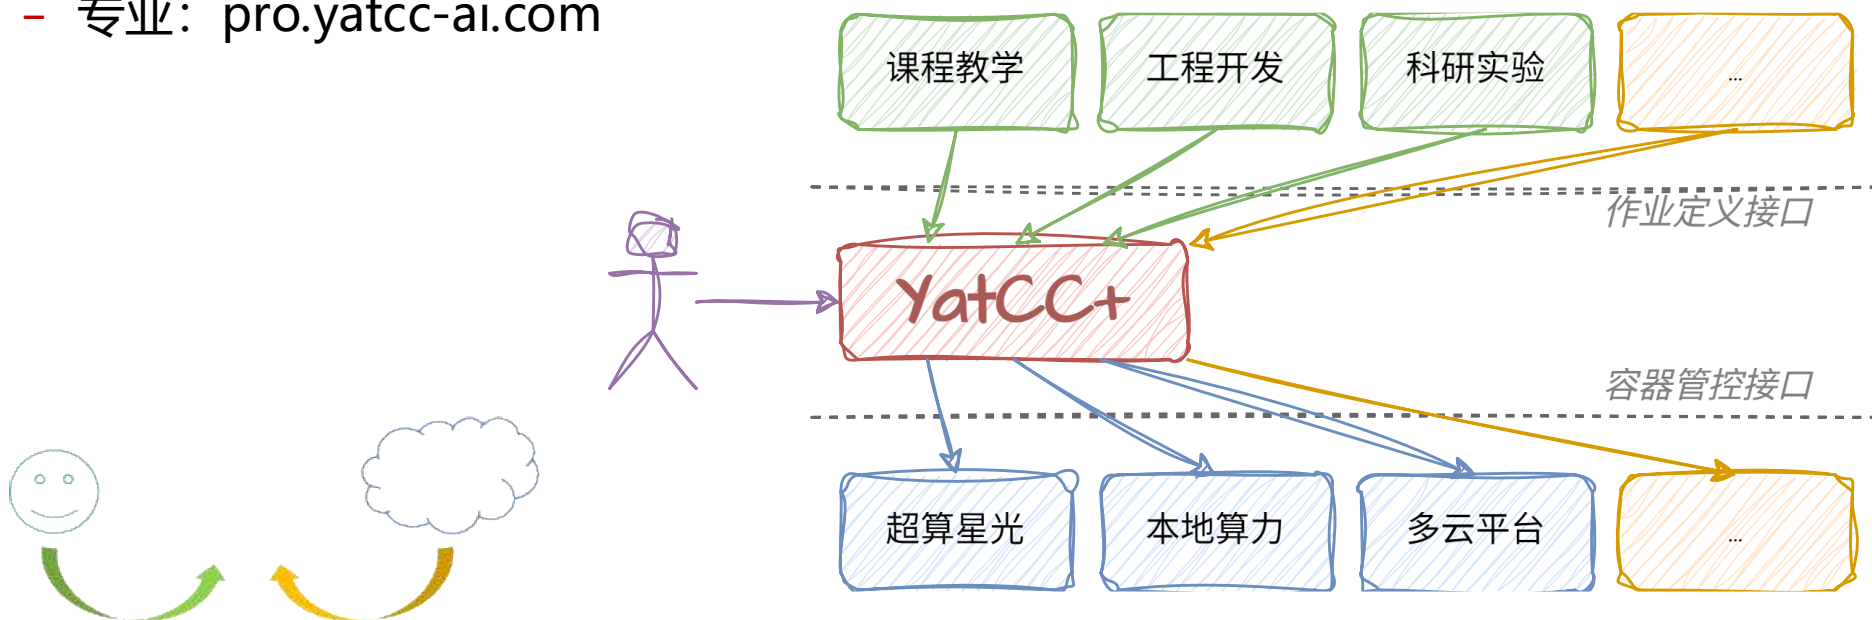 – 专业：pro.yatcc-ai.com
课程教学
工程开发
科研实验
...
作业定义接口
YatCC+
容器管控接口
超算星光
本地算力
多云平台
...